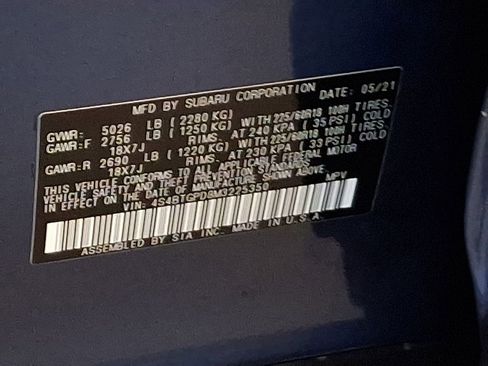 MFD BY SUBARU CORPORATION DATE: 05/21
GVWR: 5026 LB ( 2280 KG)
GAWR:F 2756 LB ( 1250 KG) WITH 225/60R18 100H TIRES,
18X7J RIMS, AT 240 KPA ( 35 PSI) COLD
GAWR:R 2690 LB ( 1220 KG) WITH 225/60R18 100H TIRES,
18X7J RIMS, AT 230 KPA ( 33 PSI) COLD
THIS VEHICLE CONFORMS TO ALL APPLICABLE FEDERAL MOTOR
VEHICLE SAFETY AND THEFT PREVENTION STANDARDS
IN EFFECT ON THE DATE OF MANUFACTURE SHOWN ABOVE.
VIN: 4S4BTGPD8M3225350 MPV
ASSEMBLED BY SIA INC. MADE IN U.S.A.